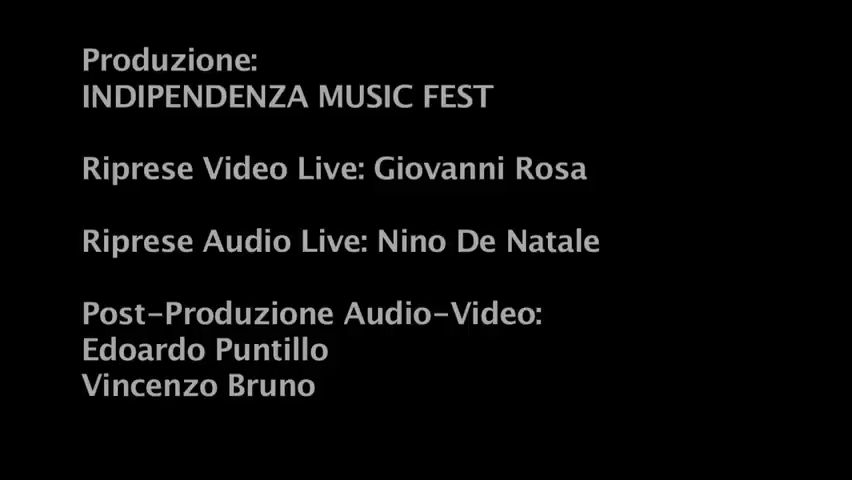 Produzione:
INDIPENDENZA MUSIC FEST
Riprese Video Live: Giovanni Rosa
Riprese Audio Live: Nino De Natale
Post-Produzione Audio-Video:
Edoardo Puntillo
Vincenzo Bruno